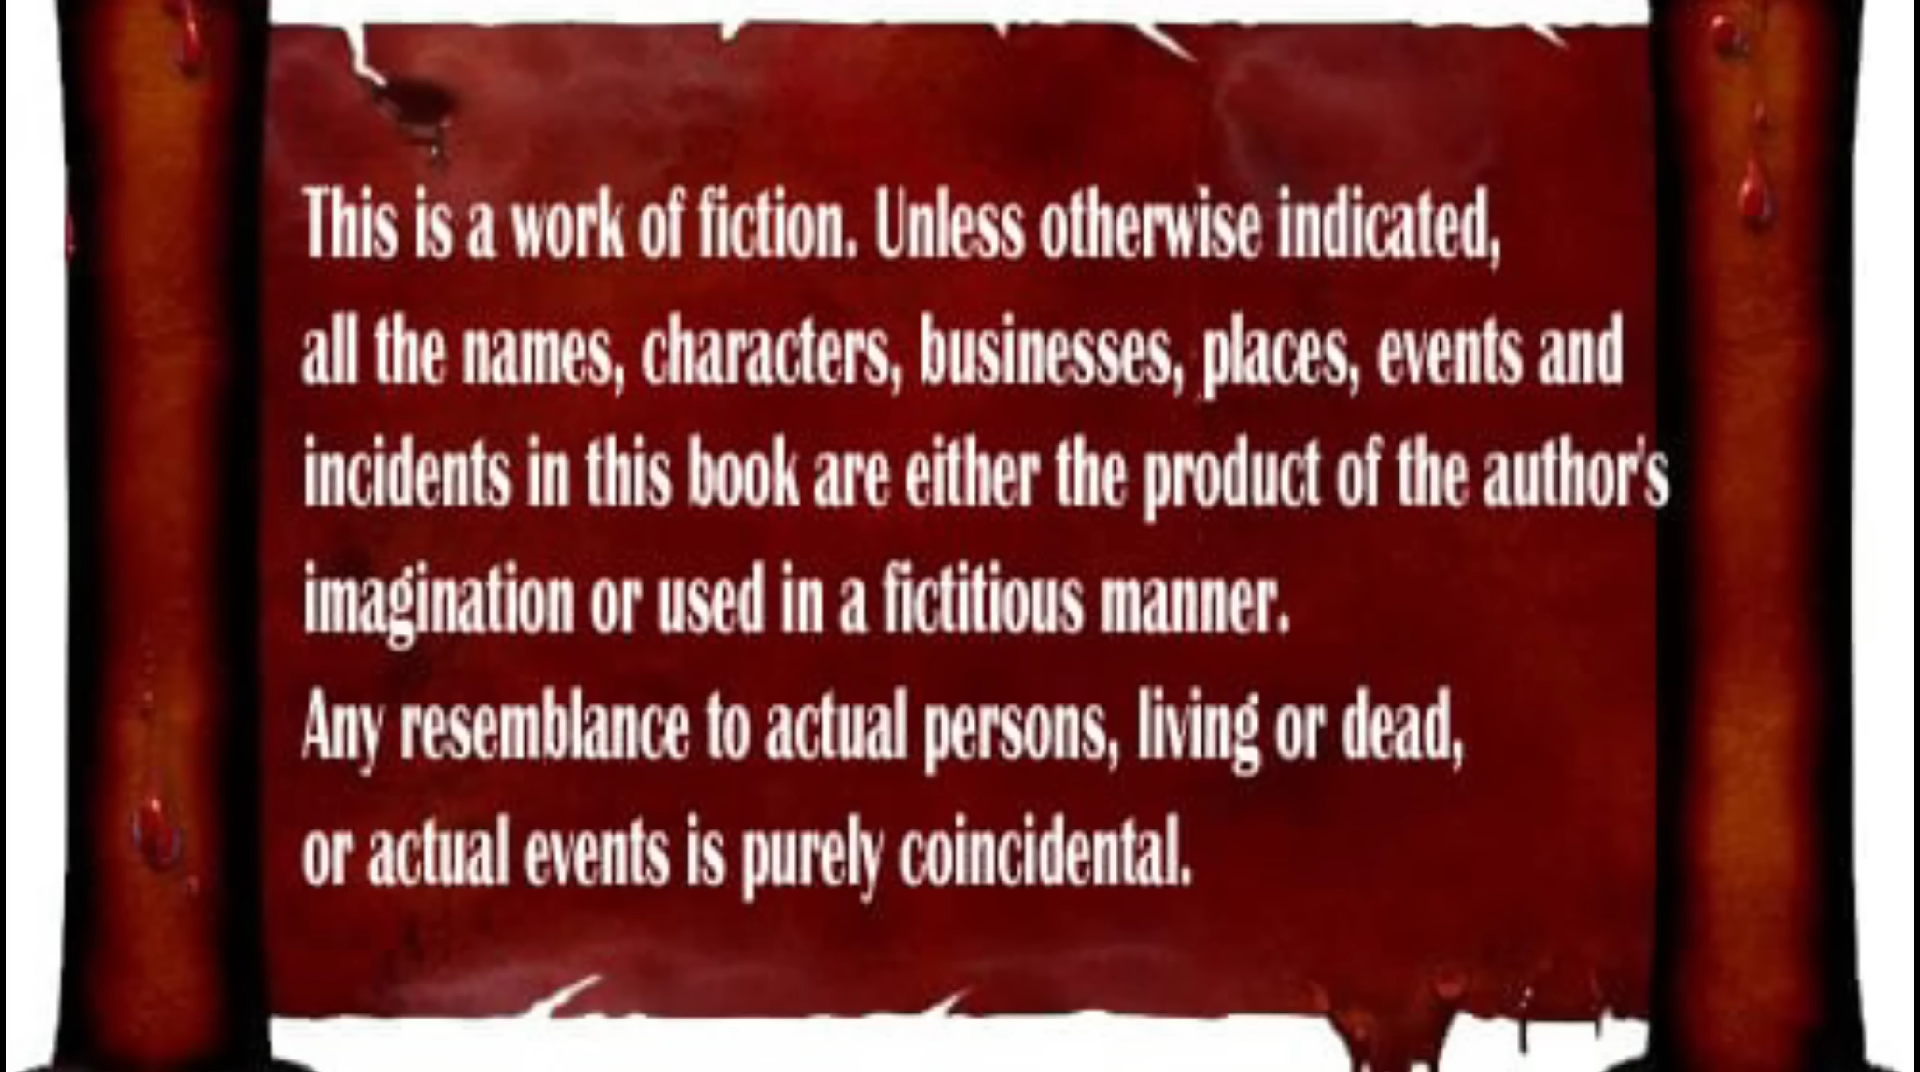 This is a work of fiction. Unless otherwise indicated,
all the names, characters, businesses, places, events and
incidents in this book are either the product of the author's
imagination or used in a fictitious manner.
Any resemblance to actual persons, living or dead,
or actual events is purely coincidental.